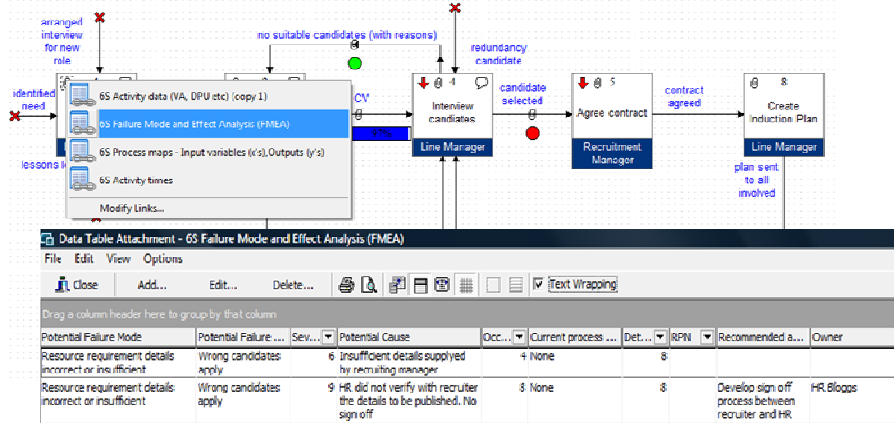 arranged
interview
for new
role
no suitable candidates (with reasons)
redundancy
candidate
identified
need
4
Interview
candiates
Line Manager
CV
97%
candidate
selected
5
Agree contract
Recruitment
Manager
contract
agreed
8
Create
Induction Plan
Line Manager
plan sent
to all
involved
lessons
6S Activity data (VA, DPU etc) (copy 1)
6S Failure Mode and Effect Analysis (FMEA)
6S Process maps - Input variables (x's),Outputs (y's)
6S Activity times
Modify Links...
Data Table Attachment - 6S Failure Mode and Effect Analysis (FMEA)
File Edit View Options
Close Add... Edit... Delete... Text Wrapping
Drag a column header here to group by that column
Potential Failure Mode Potential Failure ... Sev... Potential Cause Occ... Current process ... Det... RPN Recommended a... Owner
Resource requirement details Wrong candidates 6 Insufficient details supplyed 4 None 8
incorrect or insufficient apply by recruiting manager
Resource requirement details Wrong candidates 9 HR did not verify with recruiter 8 None 8 Develop sign off HR Bloggs
incorrect or insufficient apply the details to be published. No process between
sign off recruiter and HR